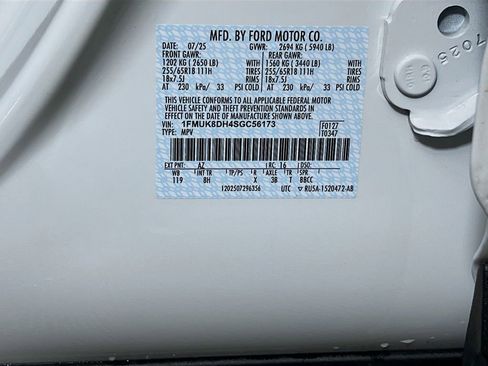 MFD. BY FORD MOTOR CO.
DATE: 07/25 GVWR: 2694 KG (5940 LB)
FRONT GAWR: REAR GAWR:
1202 KG (2650 LB) WITH 1560 KG (3440 LB) WITH
255/65R18 111H TIRES 255/65R18 111H TIRES
18x7.5J RIMS 18x7.5J RIMS
AT 230 kPa/ 33 PSI COLD AT 230 kPa/ 33 PSI COLD
THIS VEHICLE CONFORMS TO ALL APPLICABLE FEDERAL MOTOR
VEHICLE SAFETY AND THEFT PREVENTION STANDARDS IN
EFFECT ON THE DATE OF MANUFACTURE SHOWN ABOVE.
VIN: 1FMUK8DH4SGC56173 F0127
TYPE: MPV T0347
EXT PNT: AZ RC: 16 DSO:
WB INT TR TP/PS R AXLE TR SPR
119 8H X 3B T BBCC
1202507296356 UTC RU5A-1520472-AB
7025